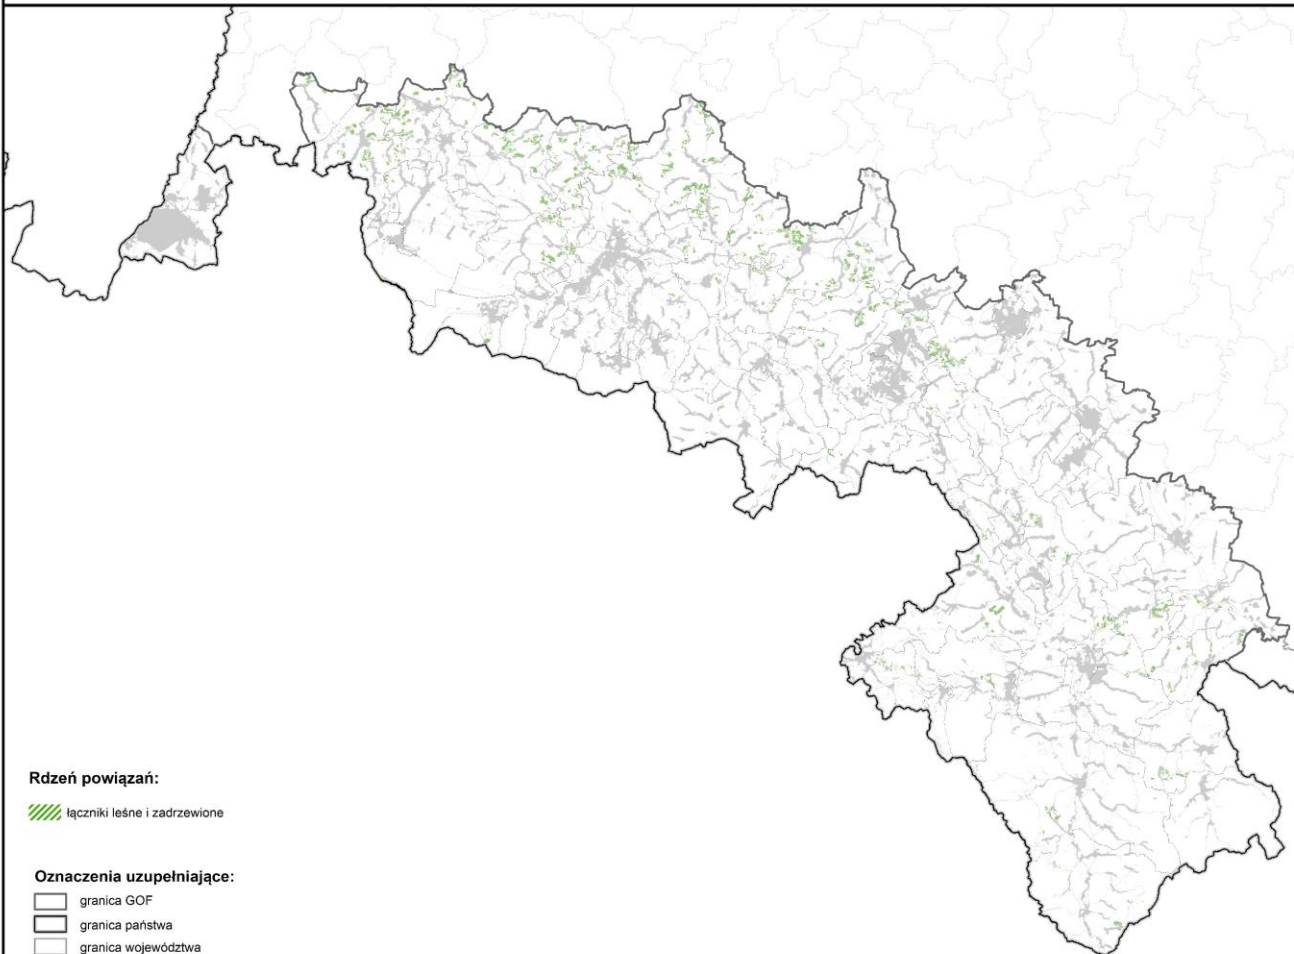 Rdzeń powiązań:
łączniki leśne i zadrzewione
Oznaczenia uzupełniające:
granica GOF
granica państwa
granica województwa